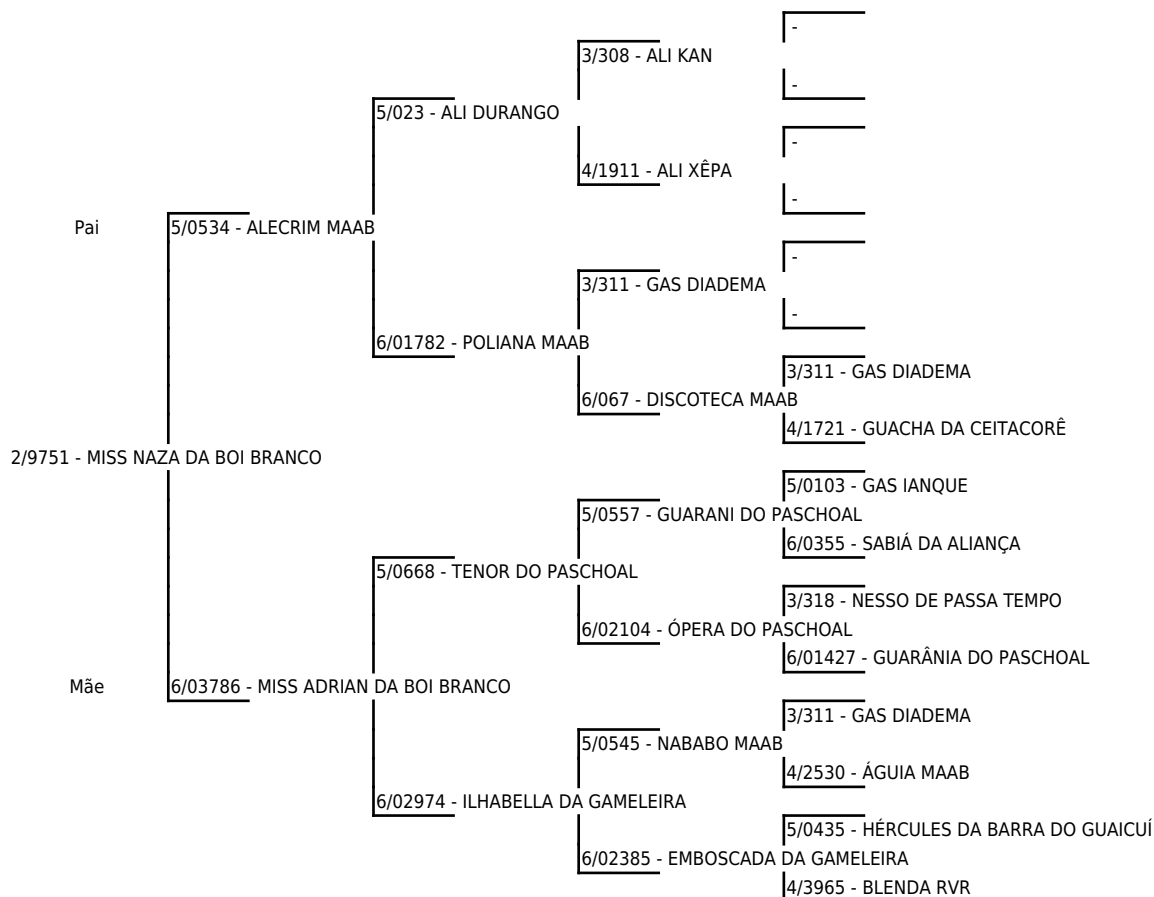 -
3/308 - ALI KAN
-
5/023 - ALI DURANGO
-
4/1911 - ALI XÊPA
-
Pai
5/0534 - ALECRIM MAAB
-
3/311 - GAS DIADEMA
-
6/01782 - POLIANA MAAB
3/311 - GAS DIADEMA
6/067 - DISCOTECA MAAB
4/1721 - GUACHA DA CEITACORÊ
2/9751 - MISS NAZA DA BOI BRANCO
5/0103 - GAS IANQUE
5/0557 - GUARANI DO PASCHOAL
6/0355 - SABIÁ DA ALIANÇA
5/0668 - TENOR DO PASCHOAL
3/318 - NESSO DE PASSA TEMPO
6/02104 - ÓPERA DO PASCHOAL
6/01427 - GUARÂNIA DO PASCHOAL
Mãe
6/03786 - MISS ADRIAN DA BOI BRANCO
3/311 - GAS DIADEMA
5/0545 - NABABO MAAB
4/2530 - ÁGUIA MAAB
6/02974 - ILHABELLA DA GAMELEIRA
5/0435 - HÉRCULES DA BARRA DO GUAICUÍ
6/02385 - EMBOSCADA DA GAMELEIRA
4/3965 - BLENDA RVR